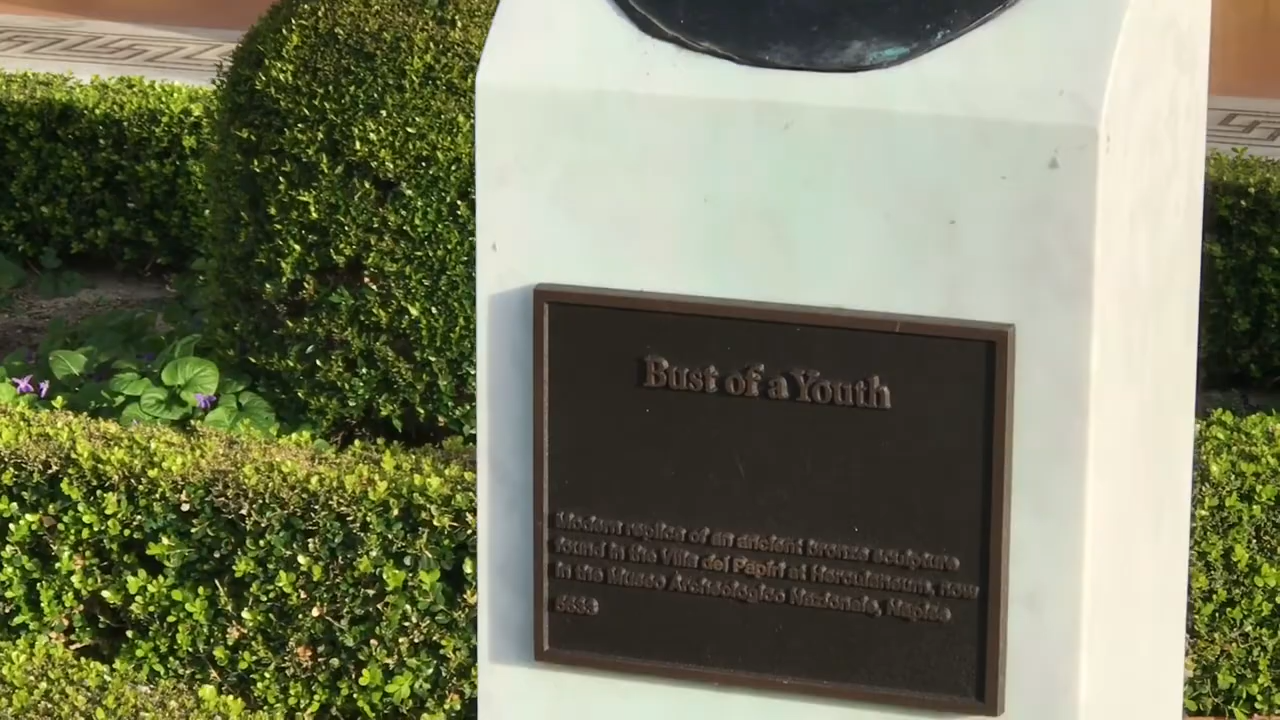 Bust of a Youth
Modern replica of an ancient bronze sculpture
found in the Villa dei Papiri at Herculaneum, now
in the Museo Archeologico Nazionale, Naples